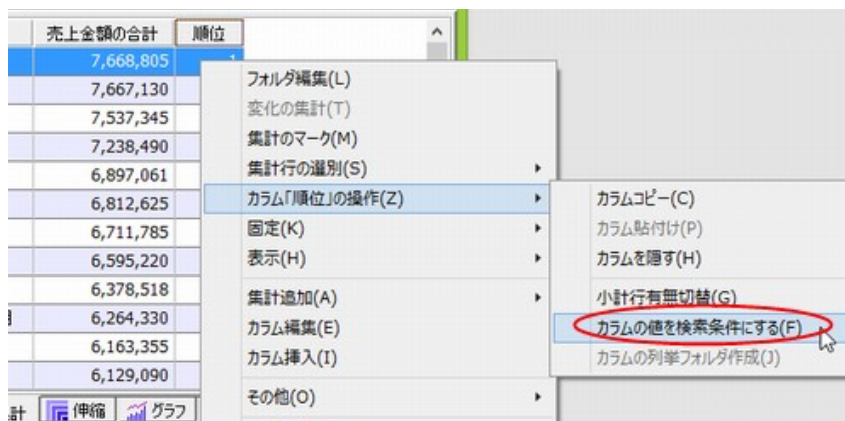 売上金額の合計 順位
7,668,805 1
7,667,130
7,537,345
7,238,490
6,897,061
6,812,625
6,711,785
6,595,220
6,378,518
6,264,330
6,163,355
6,129,090
計 伸縮 グラフ
フォルダ編集(L)
変化の集計(T)
集計のマーク(M)
集計行の選別(S)
カラム「順位」の操作(Z)
固定(K)
表示(H)
集計追加(A)
カラム編集(E)
カラム挿入(I)
その他(O)
カラムコピー(C)
カラム貼付け(P)
カラムを隠す(H)
小計行有無切替(G)
カラムの値を検索条件にする(F)
カラムの列挙フォルダ作成(J)